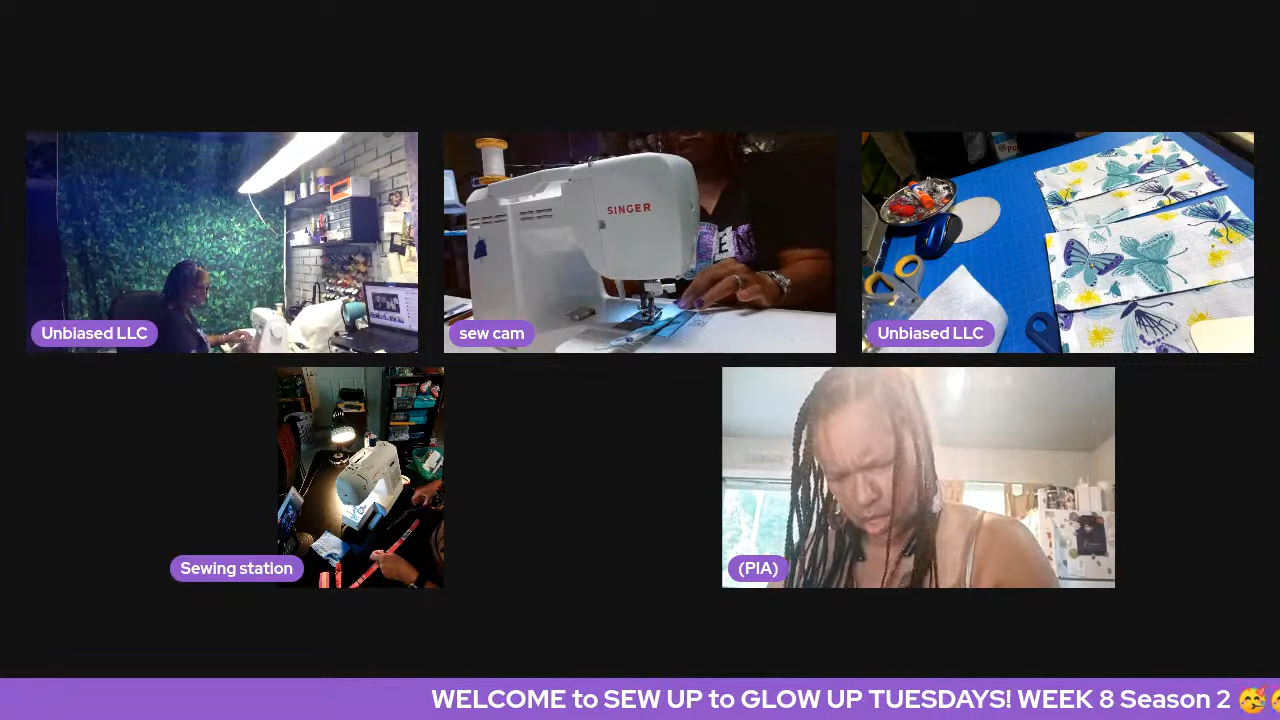 SINGER
Unbiased LLC
sew cam
Unbiased LLC
Sewing station
(PIA)
WELCOME to SEW UP to GLOW UP TUESDAYS! WEEK 8 Season 2 🥳